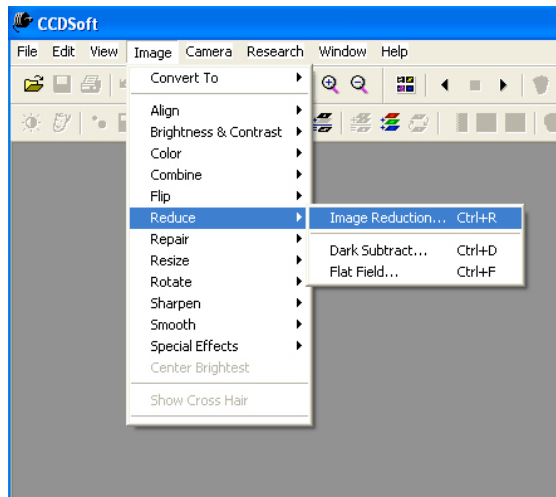 CCDSoft
File Edit View Image Camera Research Window Help
Convert To
Align
Brightness & Contrast
Color
Combine
Flip
Reduce
Image Reduction... Ctrl+R
Repair
Dark Subtract... Ctrl+D
Resize
Flat Field... Ctrl+F
Rotate
Sharpen
Smooth
Special Effects
Center Brightest
Show Cross Hair